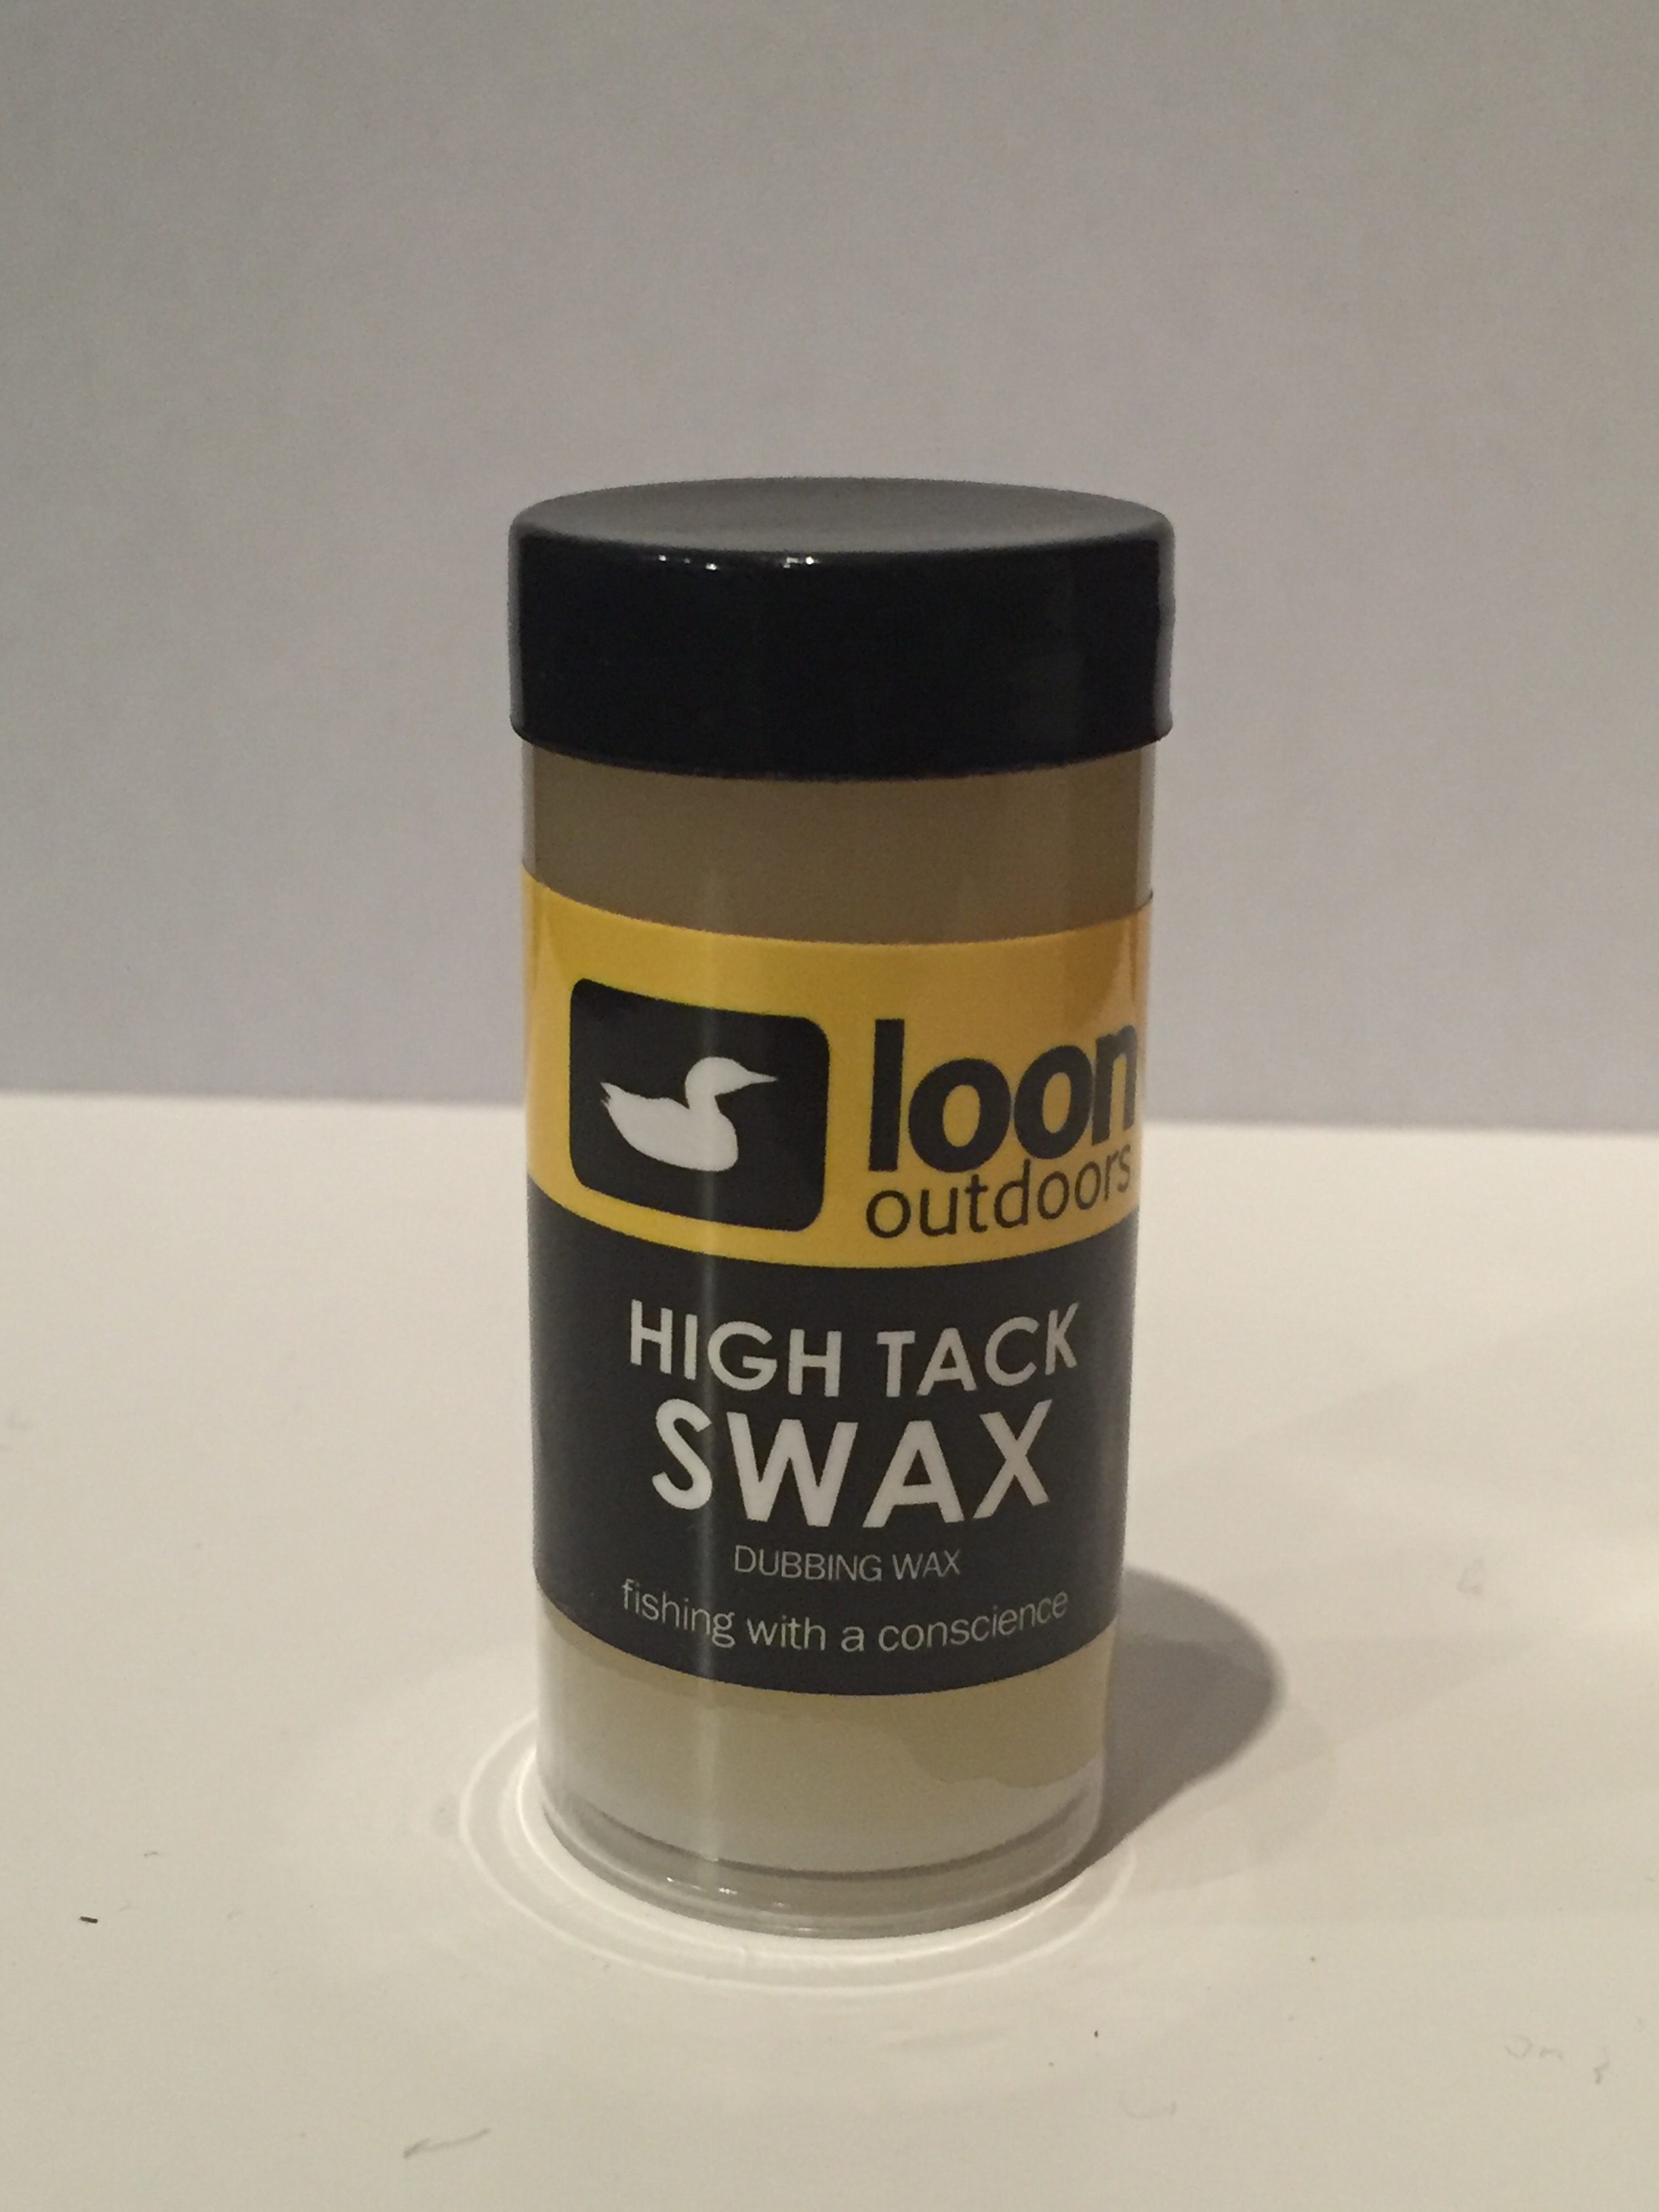 loon
outdoors
HIGH TACK
SWAX
DUBBING WAX
fishing with a conscience